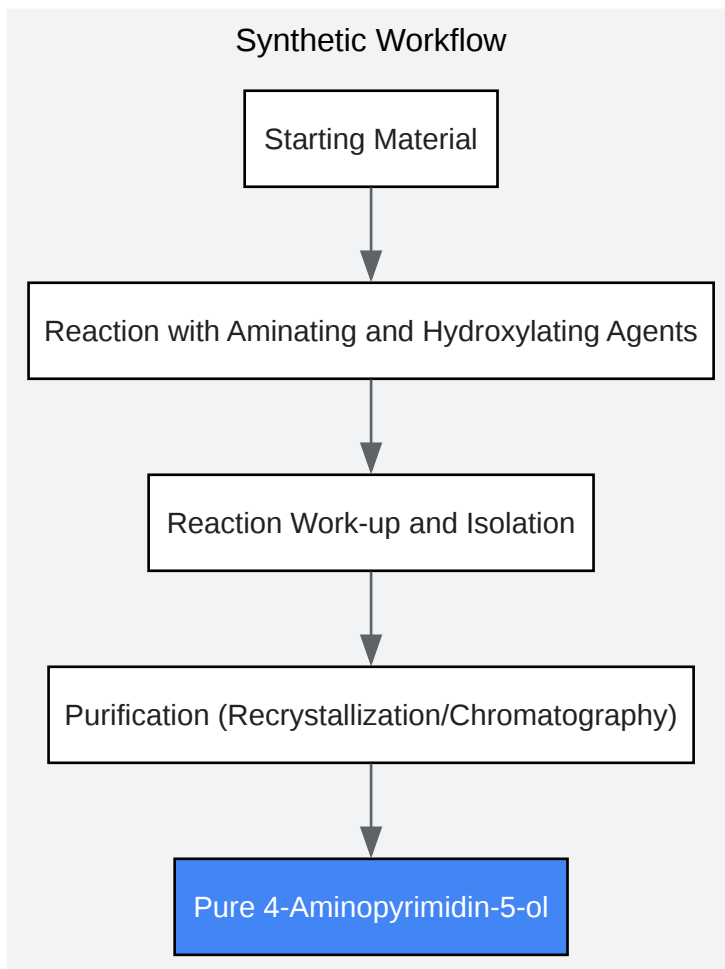 Synthetic Workflow
Starting Material
Reaction with Aminating and Hydroxylating Agents
Reaction Work-up and Isolation
Purification (Recrystallization/Chromatography)
Pure 4-Aminopyrimidin-5-ol